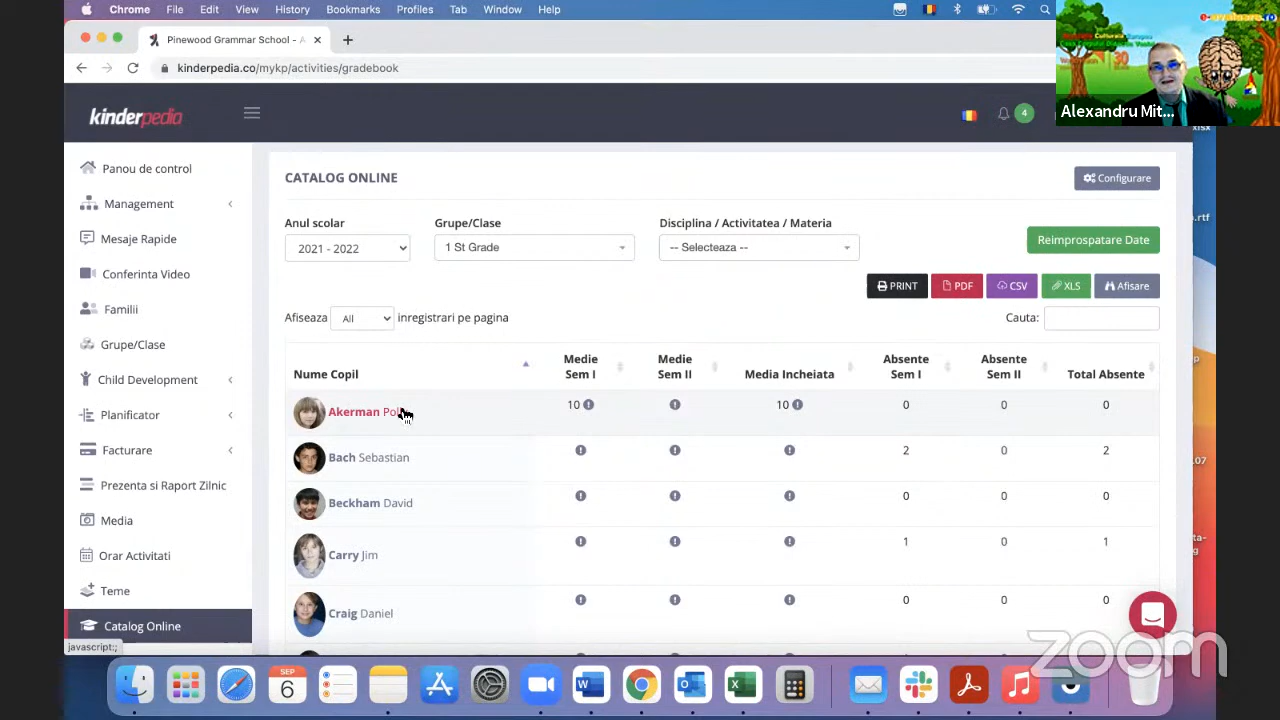 Chrome File Edit View History Bookmarks Profiles Tab Window Help
Pinewood Grammar School - A
kinderpedia.co/mykp/activities/gradebook
Alexandru Mit...
kinderpedia
4
Panou de control
Management
Mesaje Rapide
Conferinta Video
Familii
Grupe/Clase
Child Development
Planificator
Facturare
Prezenta si Raport Zilnic
Media
Orar Activitati
Teme
Catalog Online
javascript:;
CATALOG ONLINE
Configurare
Anul scolar Grupe/Clase Disciplina / Activitatea / Materia
2021 - 2022 1 St Grade -- Selecteaza --
Reimprospatare Date
PRINT PDF CSV XLS Afisare
Afiseaza All inregistrari pe pagina Cauta:
Nume Copil Medie Sem I Medie Sem II Media Incheiata Absente Sem I Absente Sem II Total Absente
Akerman 10 10 0 0 0
Bach Sebastian 2 0 2
Beckham David 0 0 0
Carry Jim 1 0 1
Craig Daniel 0 0 0
xlsx
s.rtf
.07
SEP
6
zoom